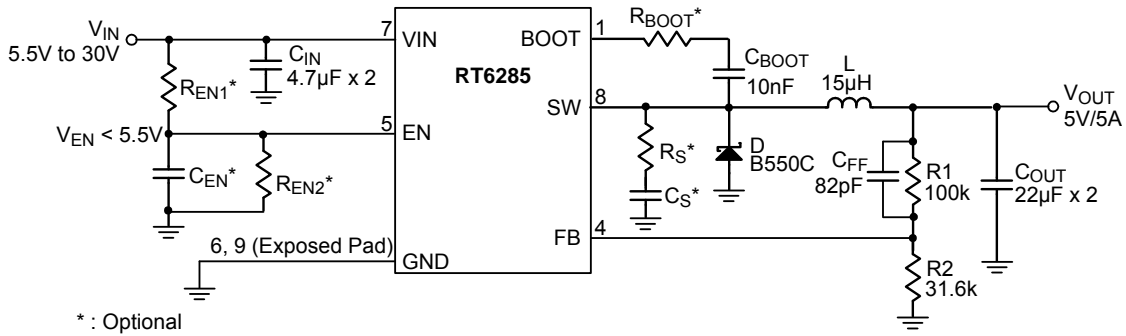 V_IN
5.5V to 30V
C_IN
4.7µF x 2
R_EN1*
V_EN < 5.5V
C_EN*
R_EN2*
7
VIN
5
EN
6, 9 (Exposed Pad)
GND
RT6285
BOOT
1
SW
8
FB
4
R_BOOT*
C_BOOT
10nF
R_S*
C_S*
D
B550C
L
15µH
C_FF
82pF
R1
100k
R2
31.6k
C_OUT
22µF x 2
V_OUT
5V/5A
* : Optional